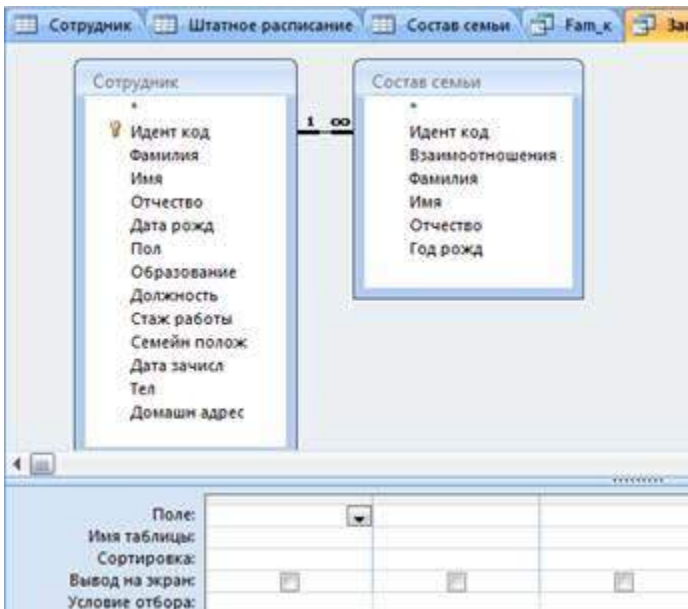 Сотрудник Штатное расписание Состав семьи Fam_к
Сотрудник
*
Идент код
Фамилия
Имя
Отчество
Дата рожд
Пол
Образование
Должность
Стаж работы
Семейн полож
Дата зачисл
Тел
Домашн адрес
1 ∞
Состав семьи
*
Идент код
Взаимоотношения
Фамилия
Имя
Отчество
Год рожд
Поле:
Имя таблицы:
Сортировка:
Вывод на экран:
Условие отбора: